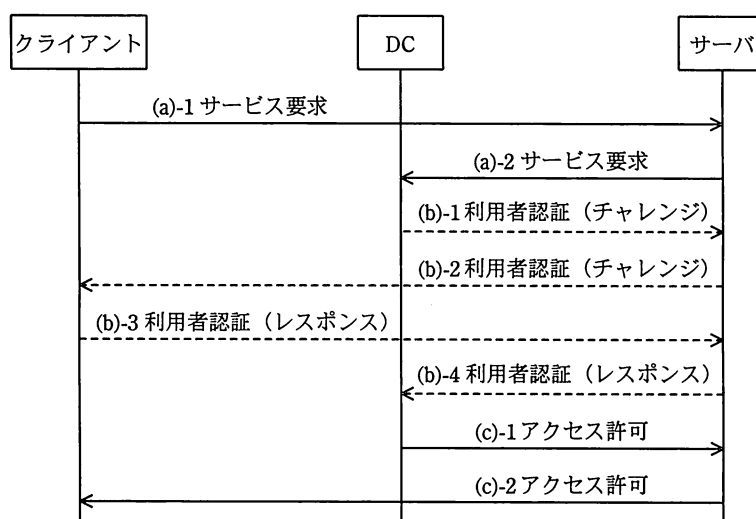 クライアント
DC
サーバ
(a)-1 サービス要求
(a)-2 サービス要求
(b)-1 利用者認証（チャレンジ）
(b)-2 利用者認証（チャレンジ）
(b)-3 利用者認証（レスポンス）
(b)-4 利用者認証（レスポンス）
(c)-1 アクセス許可
(c)-2 アクセス許可